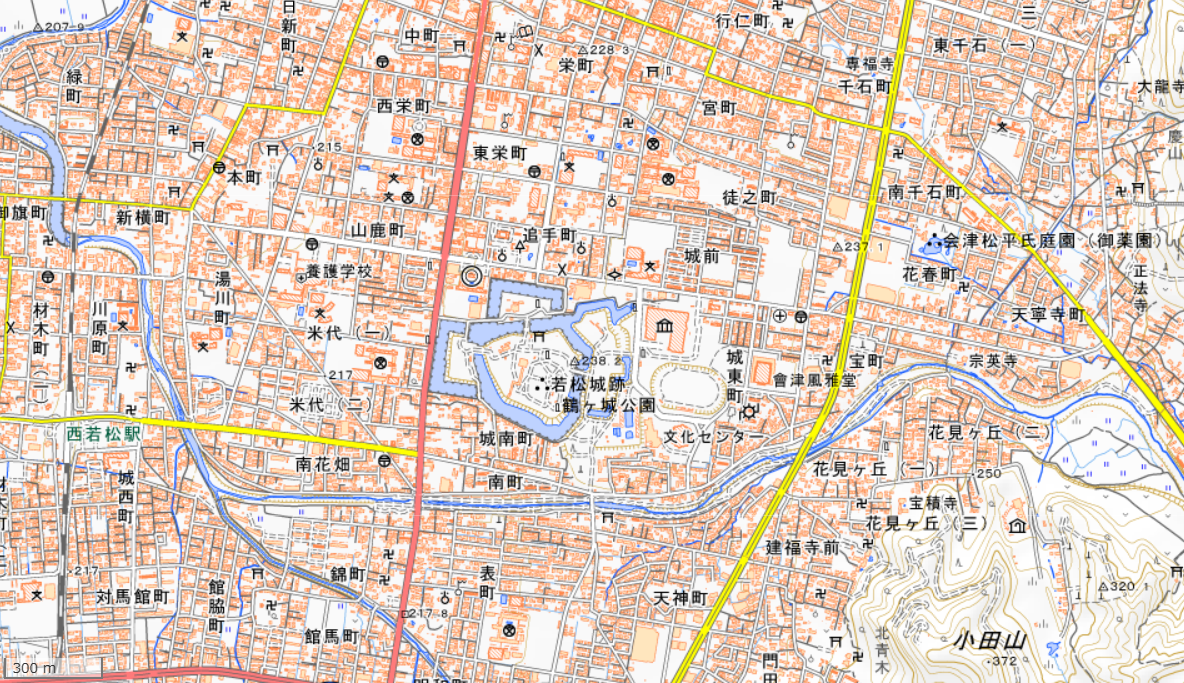 207.9
日新町
中町
228.3
栄町
行仁町
三
東千石(一)
専福寺
千石町
大龍寺
慶山
緑町
西栄町
宮町
215
東栄町
本町
徒之町
南千石町
御旗町
新横町
山鹿町
追手町
城前
237.1
会津松平氏庭園(御薬園)
花春町
正法寺
養護学校
湯川町
材木町(一)
川原町
米代(一)
天寧寺町
238.2
城東町
宝町
宗英寺
217
若松城跡
會津風雅堂
米代(二)
鶴ヶ城公園
西若松駅
城南町
文化センター
花見ヶ丘(二)
南花畑
花見ヶ丘(一)
250
城西町
南町
宝積寺
花見ヶ丘(三)
建福寺前
217
錦町
表町
対馬館町
館脇町
217.8
天神町
320.1
館馬町
北青木
小田山
372
門田
300 m